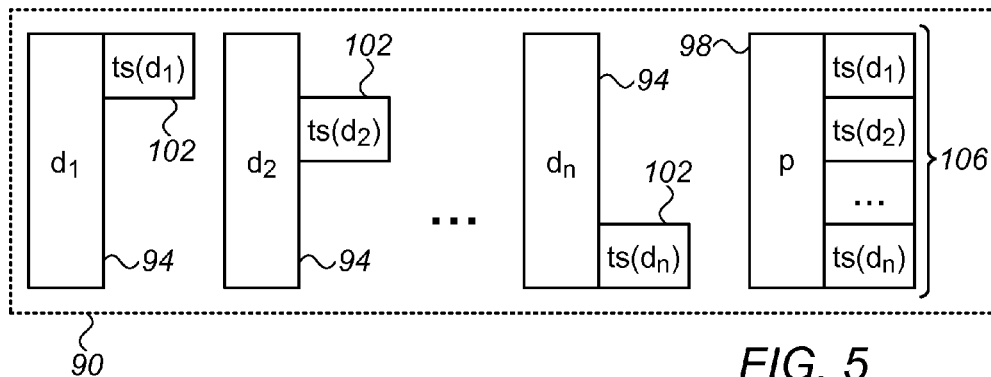 102
98
ts(d1)
94
ts(d1)
102
ts(d2)
ts(d2)
d1
d2
dn
p
106
102
...
...
94
94
ts(dn)
ts(dn)
90
FIG. 5